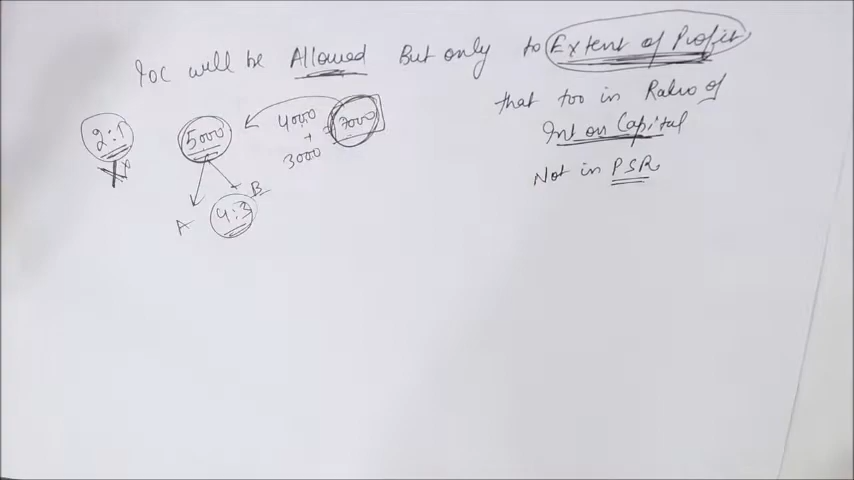 IOC will be Allowed But only to Extent of Profit
that too in Ratio of
Int on Capital
Not in PSR
2:1
5000
4000
+
3000
= 7000
A
B
4:3